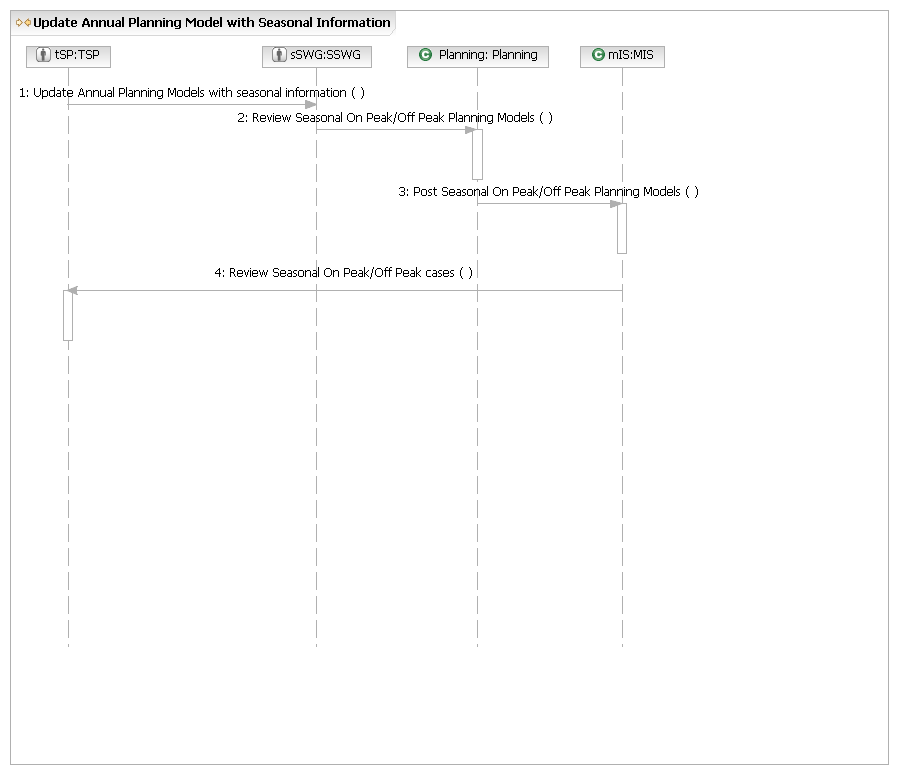 Update Annual Planning Model with Seasonal Information
tSP:TSP
sSWG:SSWG
Planning: Planning
mIS:MIS
1: Update Annual Planning Models with seasonal information ( )
2: Review Seasonal On Peak/Off Peak Planning Models ( )
3: Post Seasonal On Peak/Off Peak Planning Models ( )
4: Review Seasonal On Peak/Off Peak cases ( )